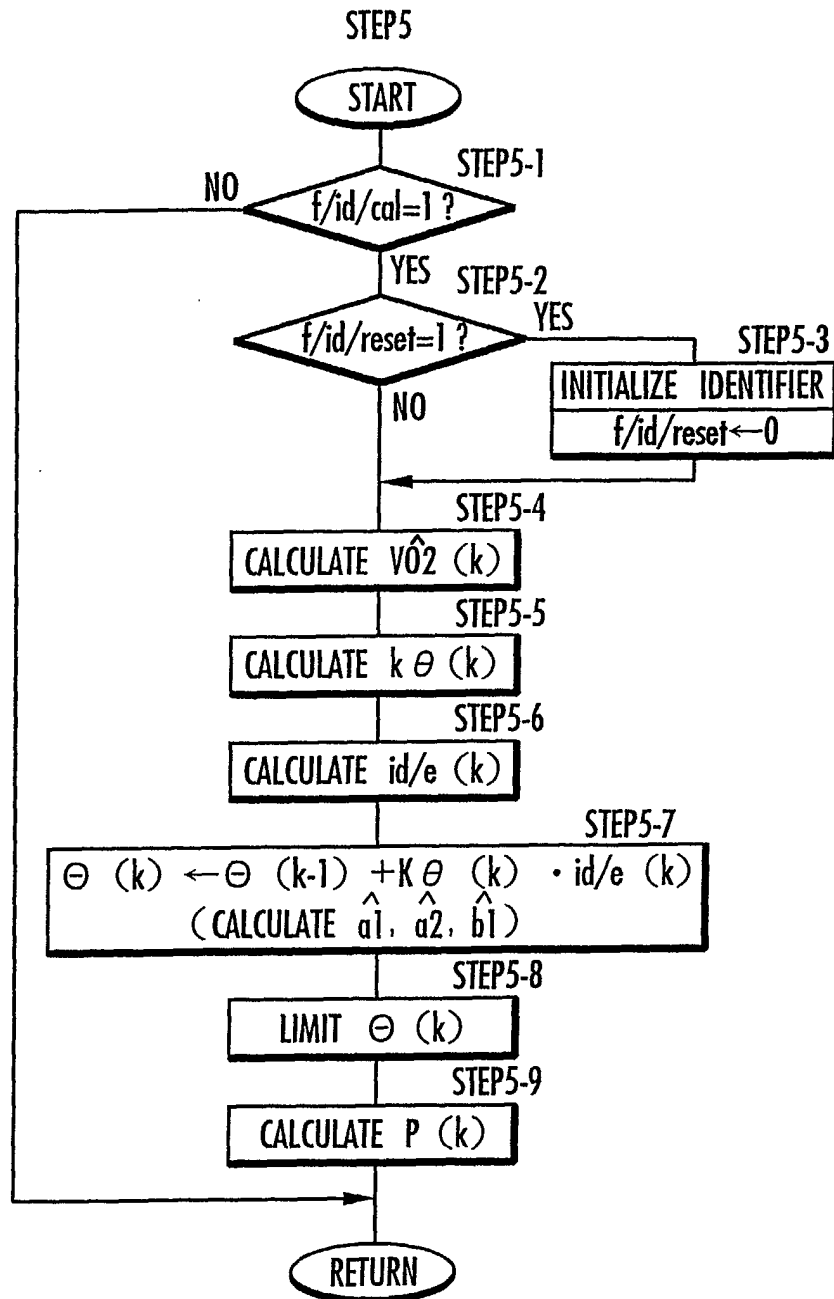 STEP5
START
STEP5-1
NO
f/id/cal=1 ?
YES
STEP5-2
f/id/reset=1 ?
YES
STEP5-3
INITIALIZE IDENTIFIER
f/id/reset←0
NO
STEP5-4
CALCULATE VÔ2 (k)
STEP5-5
CALCULATE k θ (k)
STEP5-6
CALCULATE id/e (k)
STEP5-7
Θ (k) ←Θ (k-1) +K θ (k) · id/e (k)
(CALCULATE â1, â2, b̂1)
STEP5-8
LIMIT Θ (k)
STEP5-9
CALCULATE P (k)
RETURN